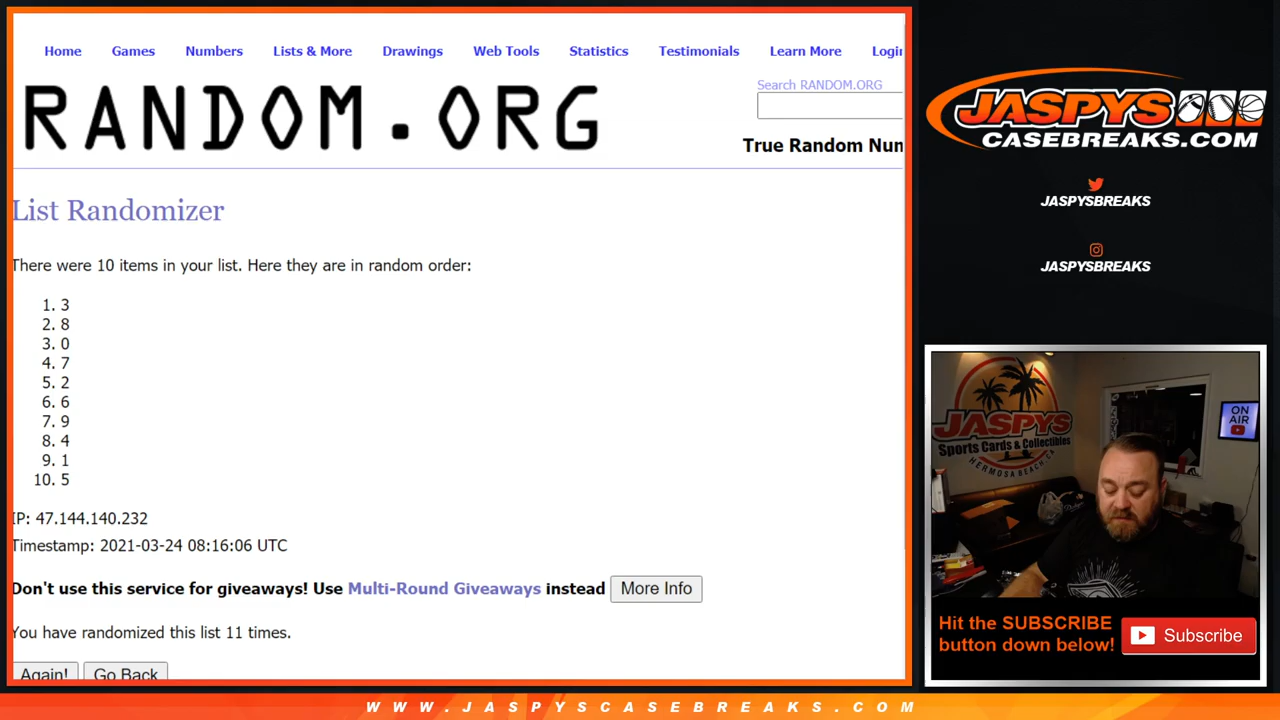 Home Games Numbers Lists & More Drawings Web Tools Statistics Testimonials Learn More Login
Search RANDOM.ORG
RANDOM.ORG
True Random Num
List Randomizer
There were 10 items in your list. Here they are in random order:
1. 3
2. 8
3. 0
4. 7
5. 2
6. 6
7. 9
8. 4
9. 1
10. 5
IP: 47.144.140.232
Timestamp: 2021-03-24 08:16:06 UTC
Don't use this service for giveaways! Use Multi-Round Giveaways instead More Info
You have randomized this list 11 times.
Again! Go Back
JASPYS
CASEBREAKS.COM
JASPYSBREAKS
JASPYSBREAKS
JASPYS
Sports Cards & Collectibles
HERMOSA BEACH, CA
ON
AIR
Hit the SUBSCRIBE
button down below!
Subscribe
WWW.JASPYSCASEBREAKS.COM